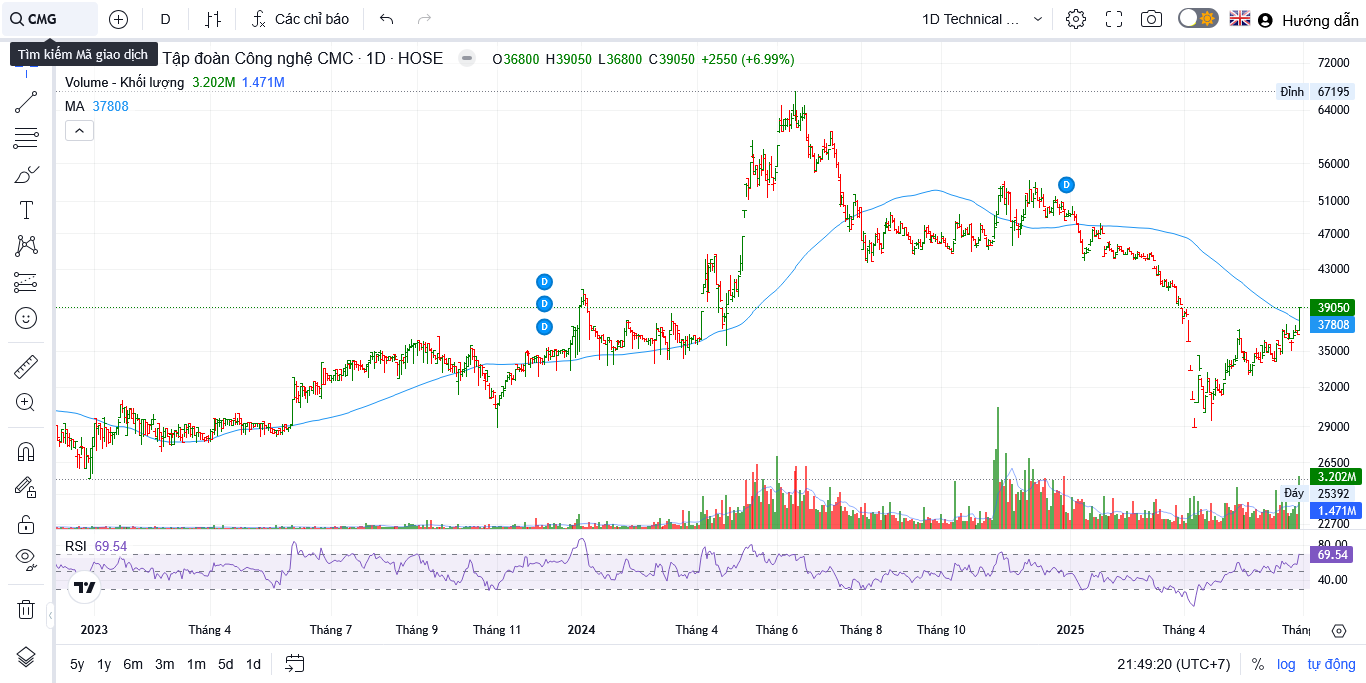 CMG D Các chỉ báo 1D Technical ... Hướng dẫn
Tìm kiếm Mã giao dịch
Tập đoàn Công nghệ CMC · 1D · HOSE O36800 H39050 L36800 C39050 +2550 (+6.99%)
Volume - Khối lượng 3.202M 1.471M
MA 37808
72000
Đỉnh 67195
64000
56000
51000
47000
43000
39050
37808
35000
32000
29000
26500
3.202M
Đáy 25392
1.471M
22700
D
D
D
D
RSI 69.54
80.00
69.54
40.00
2023 Tháng 4 Tháng 7 Tháng 9 Tháng 11 2024 Tháng 4 Tháng 6 Tháng 8 Tháng 10 2025 Tháng 4 Tháng
5y 1y 6m 3m 1m 5d 1d 21:49:20 (UTC+7) % log tự động